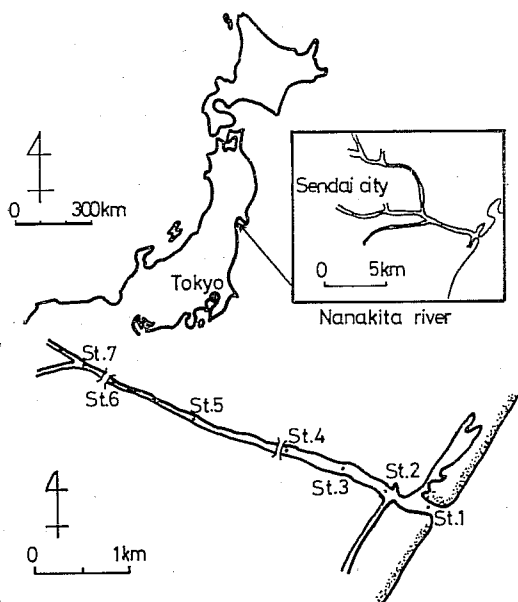 0 300km
Tokyo
Sendai city
0 5km
Nanakita river
St.7
St.6
St.5
St.4
St.3
St.2
St.1
0 1km